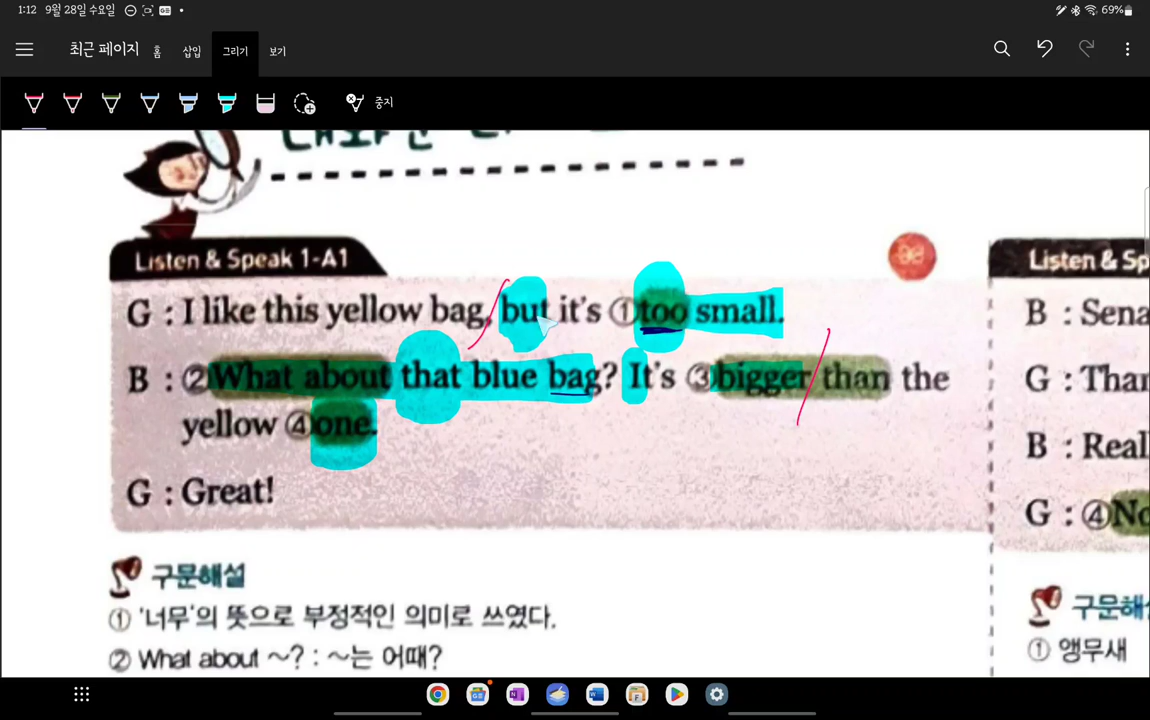 1:12 9월 28일 수요일
69%
최근 페이지 홈 삽입 그리기 보기
중지
Listen & Speak 1-A1
G : I like this yellow bag, but it's ①too small.
B : ②What about that blue bag? It's ③bigger than the
yellow ④one.
G : Great!
구문해설
① '너무'의 뜻으로 부정적인 의미로 쓰였다.
② What about ~? : ~는 어때?
Listen & Sp
B : Sena
G : Than
B : Reall
G : ④No
구문해
① 앵무새